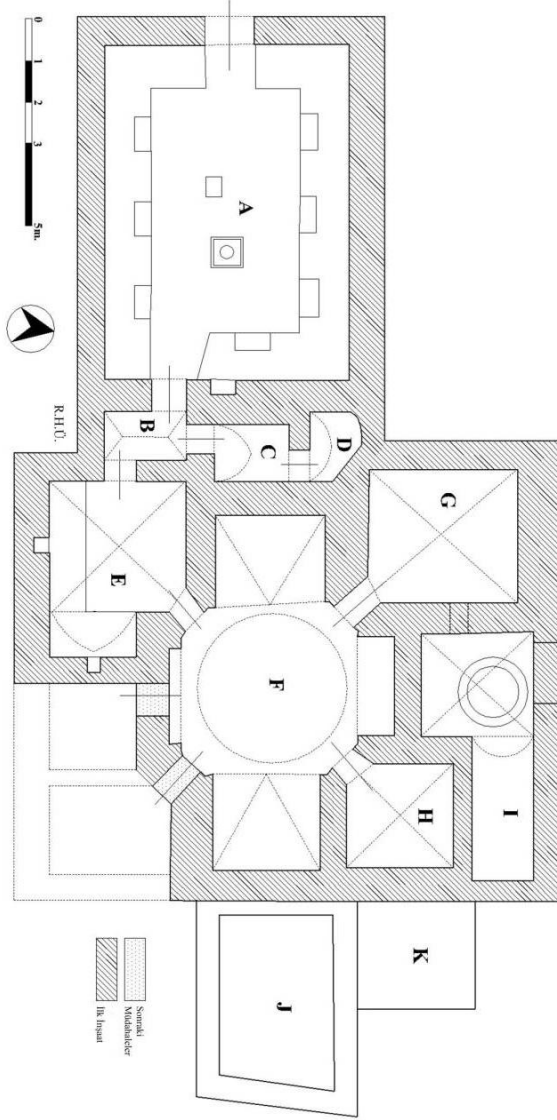 0 1 2 3 5m.
R.H.Ü.
A
B
C
D
E
F
G
H
I
J
K
Sonraki
Müdahaleler
İlk İnşaat